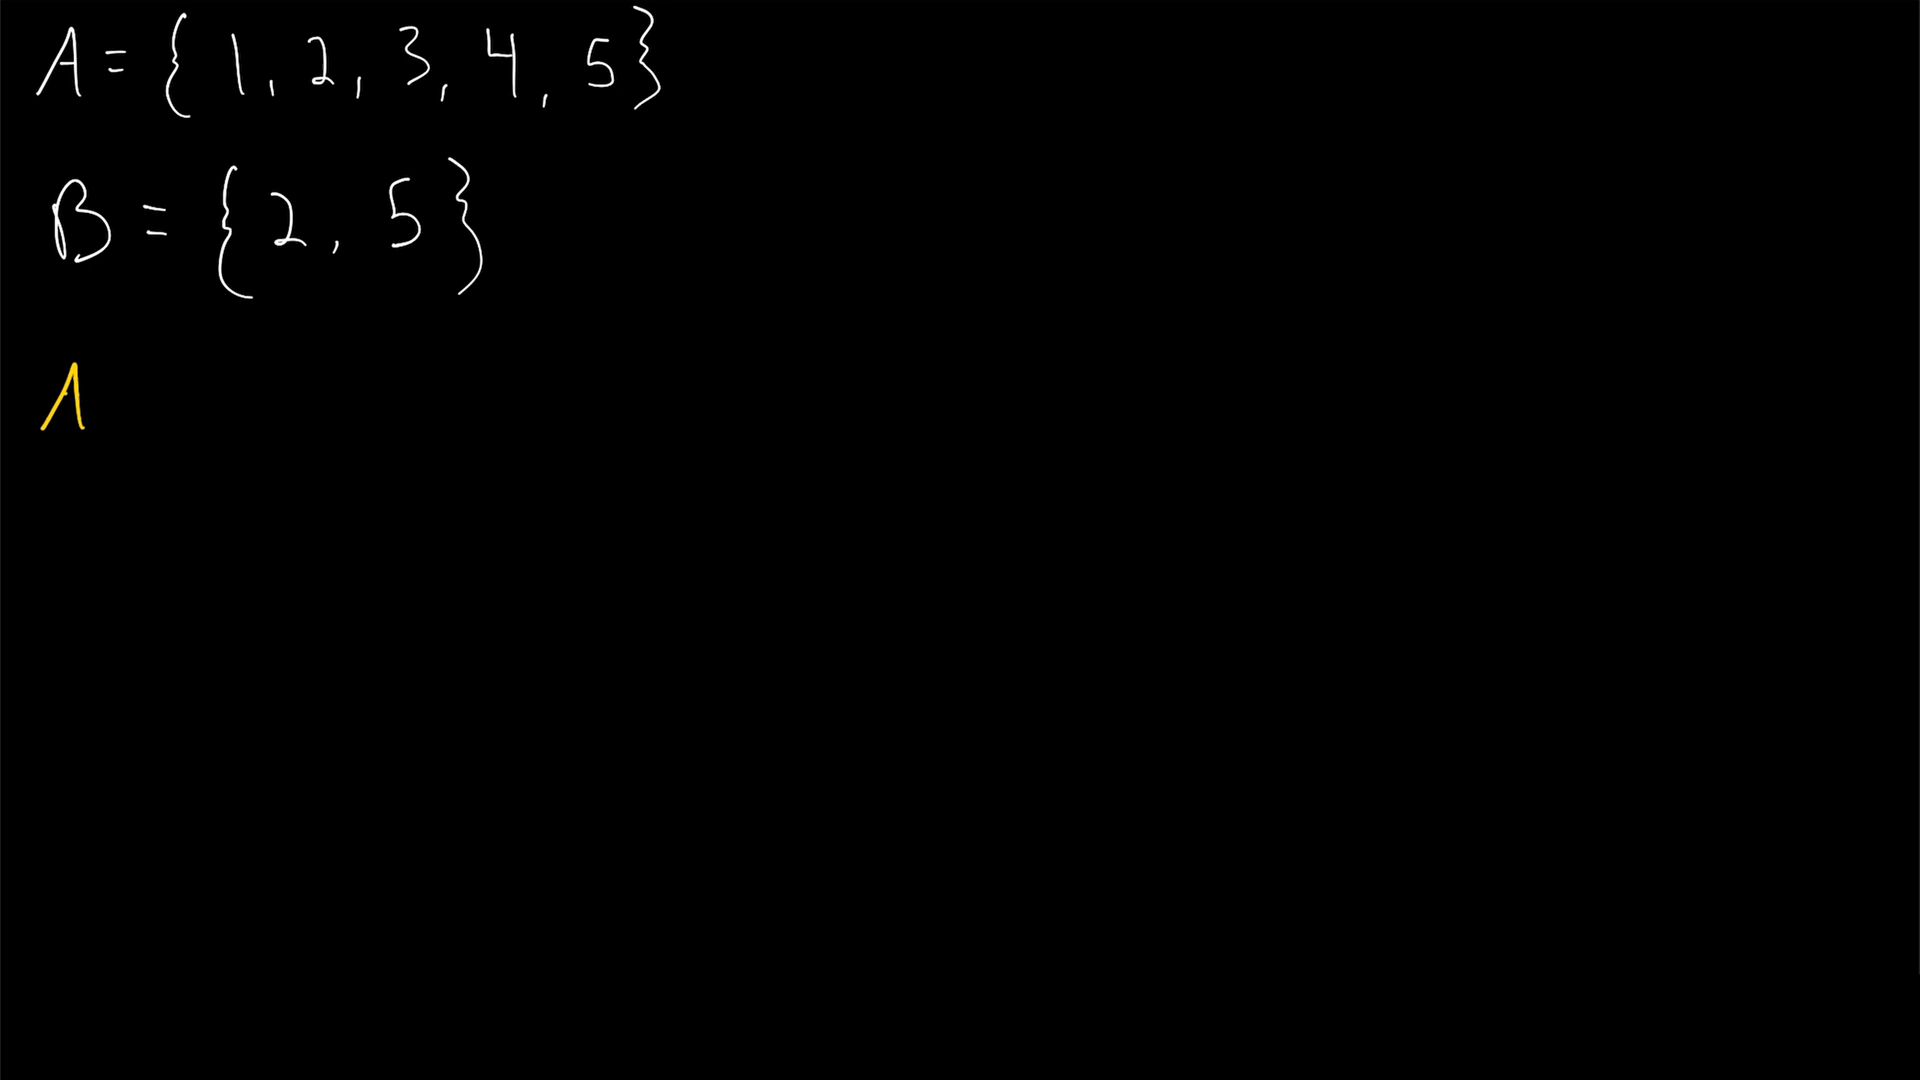 A = { 1, 2, 3, 4, 5 }
B = { 2, 5 }